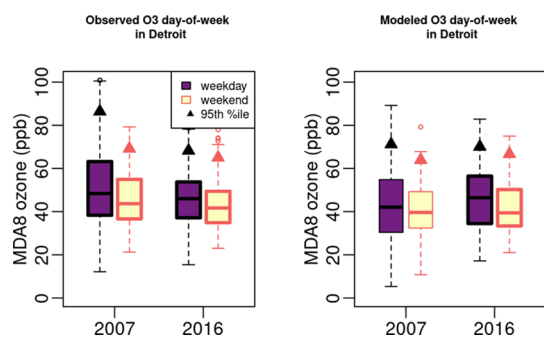 Observed O3 day-of-week
in Detroit
MDA8 ozone (ppb)
0
20
40
60
80
100
weekday
weekend
95th %ile
2007
2016
Modeled O3 day-of-week
in Detroit
MDA8 ozone (ppb)
0
20
40
60
80
100
2007
2016